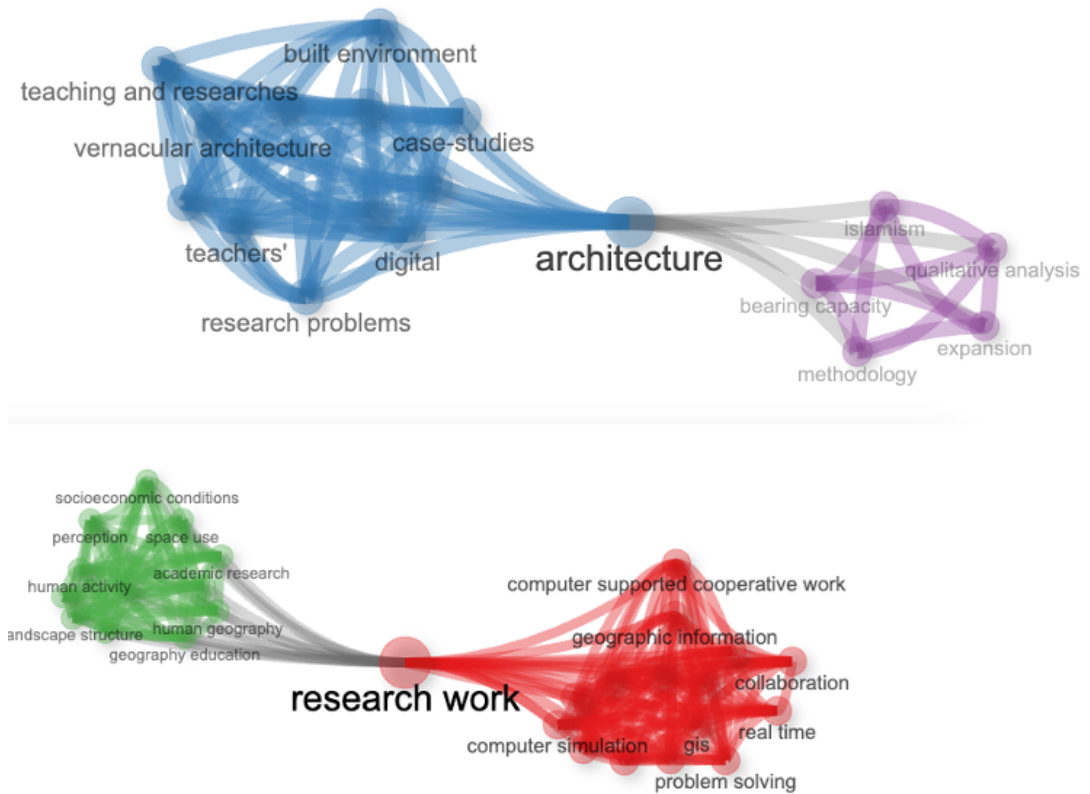 built environment
teaching and researches
case-studies
vernacular architecture
islamism
teachers'
digital
architecture
qualitative analysis
bearing capacity
research problems
expansion
methodology
socioeconomic conditions
perception
space use
academic research
human activity
computer supported cooperative work
andscape structure
human geography
geographic information
geography education
collaboration
research work
real time
computer simulation
gis
problem solving